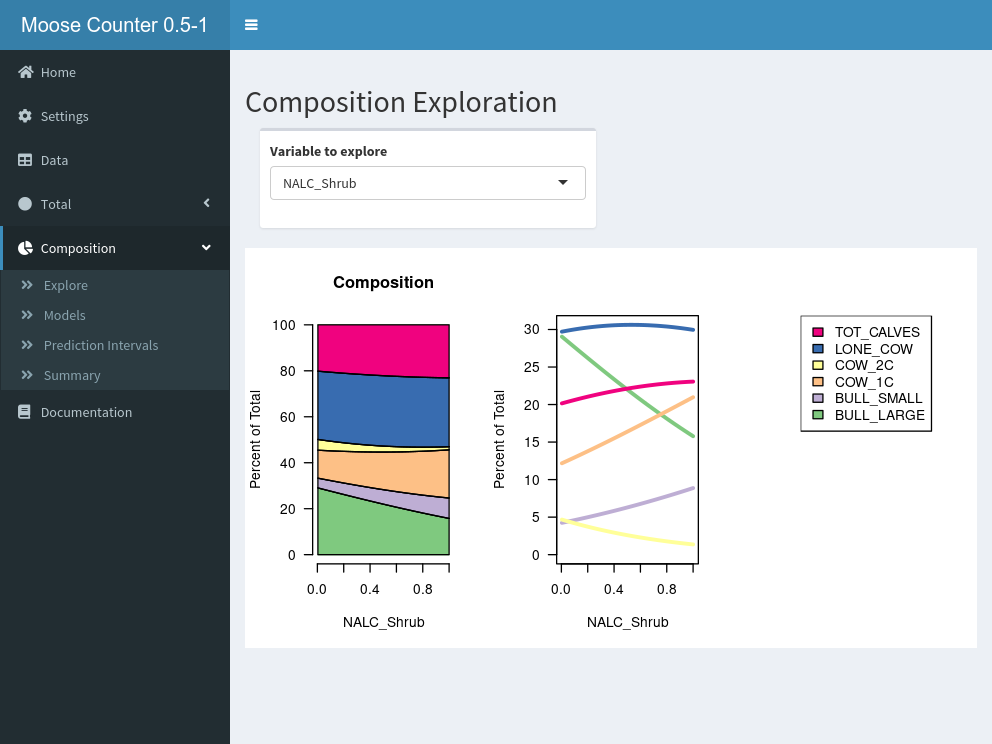 Moose Counter 0.5-1
Home
Settings
Data
Total
Composition
Explore
Models
Prediction Intervals
Summary
Documentation
Composition Exploration
Variable to explore
NALC_Shrub
Composition
Percent of Total
100
80
60
40
20
0
0.0 0.4 0.8
NALC_Shrub
Percent of Total
30
25
20
15
10
5
0
0.0 0.4 0.8
NALC_Shrub
TOT_CALVES
LONE_COW
COW_2C
COW_1C
BULL_SMALL
BULL_LARGE